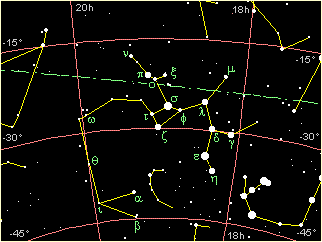 20h 18h
-15° -15°
ν
μ
π ξ
ο
σ
λ
ω τ φ
ζ δ γ
-30° -30°
ε
θ
η
α
ι
β
-45° 18h -45°